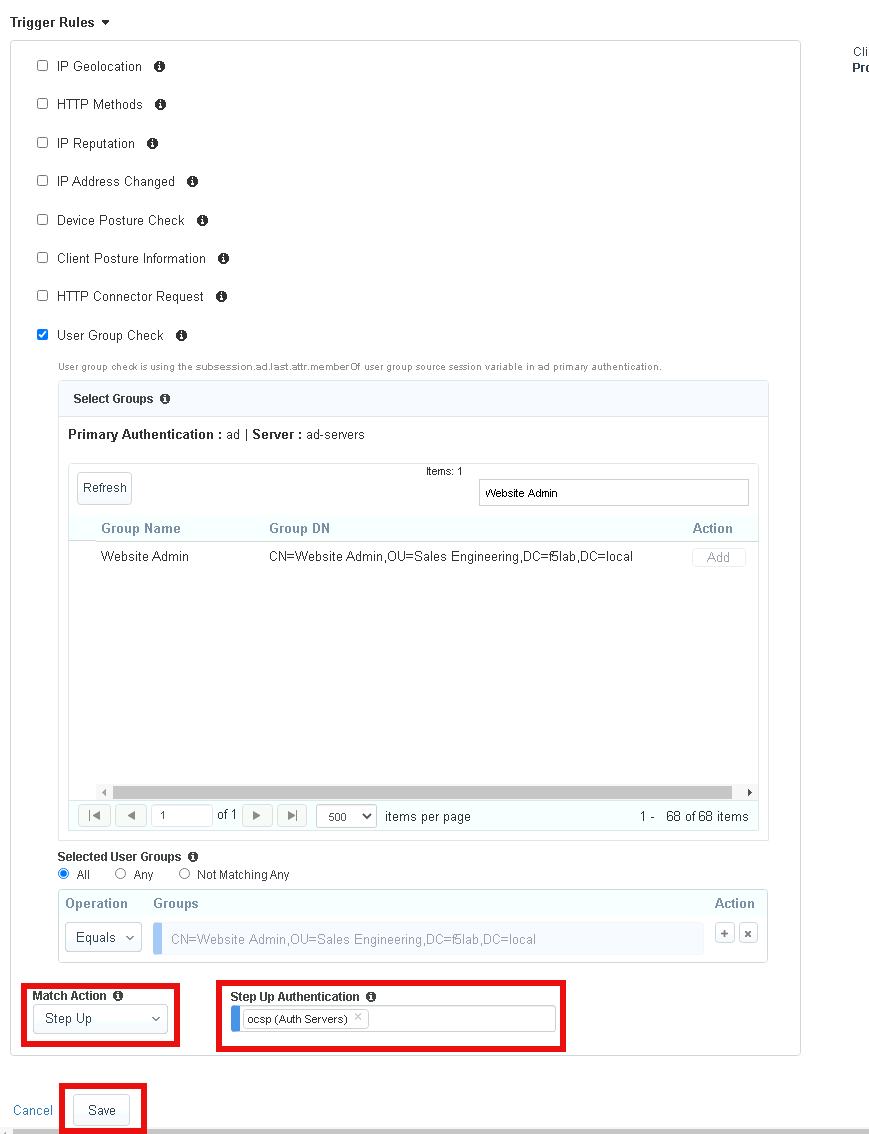 Trigger Rules
Cli
Pro
IP Geolocation
HTTP Methods
IP Reputation
IP Address Changed
Device Posture Check
Client Posture Information
HTTP Connector Request
User Group Check
User group check is using the subsession.ad.last.attr.memberOf user group source session variable in ad primary authentication.
Select Groups
Primary Authentication : ad | Server : ad-servers
Items: 1
Refresh
Website Admin
Group Name Group DN Action
Website Admin CN=Website Admin,OU=Sales Engineering,DC=f5lab,DC=local Add
1 of 1 500 items per page 1 - 68 of 68 items
Selected User Groups
All Any Not Matching Any
Operation Groups Action
Equals CN=Website Admin,OU=Sales Engineering,DC=f5lab,DC=local + ×
Match Action Step Up Authentication
Step Up ocsp (Auth Servers) ×
Cancel Save